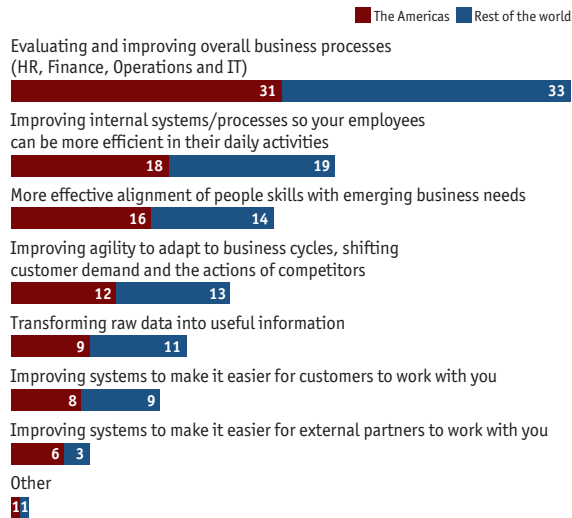 The Americas Rest of the world
Evaluating and improving overall business processes
(HR, Finance, Operations and IT)
31 33
Improving internal systems/processes so your employees
can be more efficient in their daily activities
18 19
More effective alignment of people skills with emerging business needs
16 14
Improving agility to adapt to business cycles, shifting
customer demand and the actions of competitors
12 13
Transforming raw data into useful information
9 11
Improving systems to make it easier for customers to work with you
8 9
Improving systems to make it easier for external partners to work with you
6 3
Other
1 1